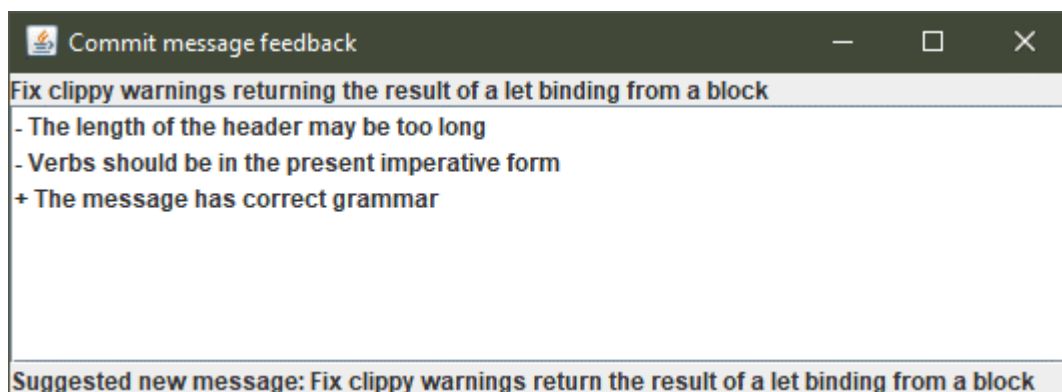 Commit message feedback
Fix clippy warnings returning the result of a let binding from a block
- The length of the header may be too long
- Verbs should be in the present imperative form
+ The message has correct grammar
Suggested new message: Fix clippy warnings return the result of a let binding from a block